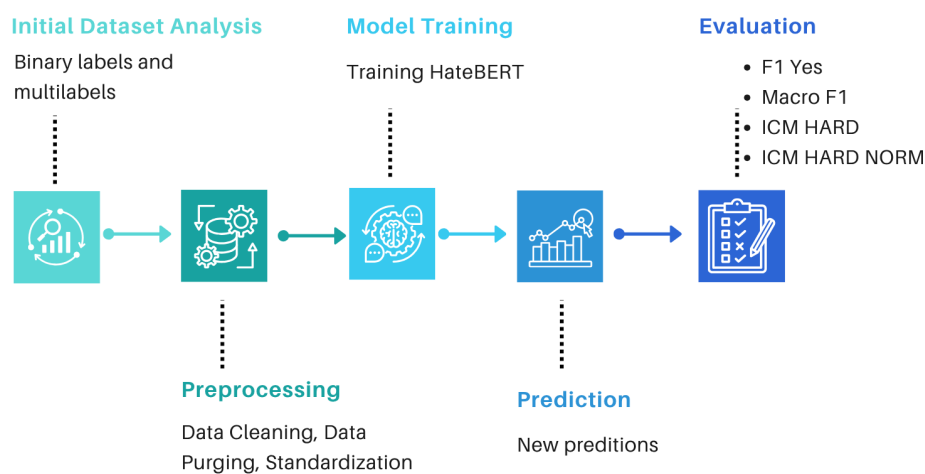 Initial Dataset Analysis
Binary labels and
multilabels
Model Training
Training HateBERT
Evaluation
• F1 Yes
• Macro F1
• ICM HARD
• ICM HARD NORM
Preprocessing
Data Cleaning, Data
Purging, Standardization
Prediction
New preditions